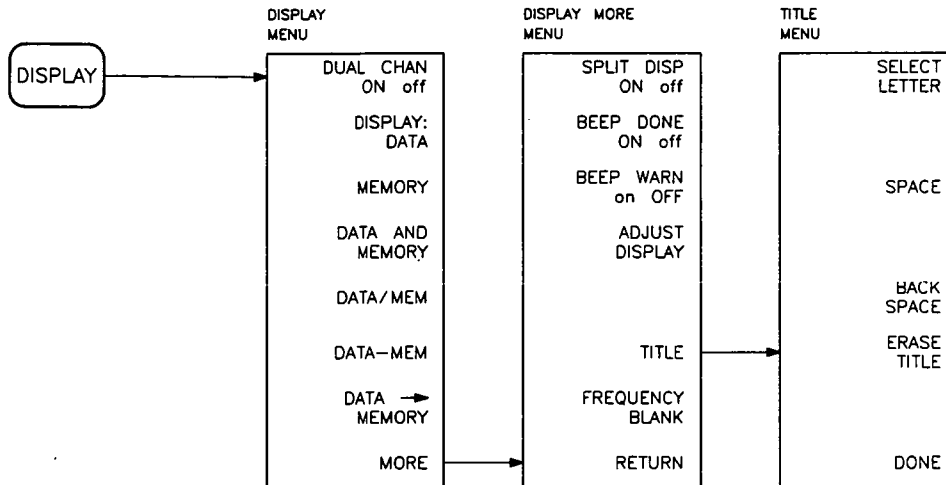 DISPLAY
MENU
DISPLAY MORE
MENU
TITLE
MENU
DISPLAY
DUAL CHAN
ON off
DISPLAY:
DATA
MEMORY
DATA AND
MEMORY
DATA/MEM
DATA-MEM
DATA →
MEMORY
MORE
SPLIT DISP
ON off
BEEP DONE
ON off
BEEP WARN
on OFF
ADJUST
DISPLAY
TITLE
FREQUENCY
BLANK
RETURN
SELECT
LETTER
SPACE
BACK
SPACE
ERASE
TITLE
DONE